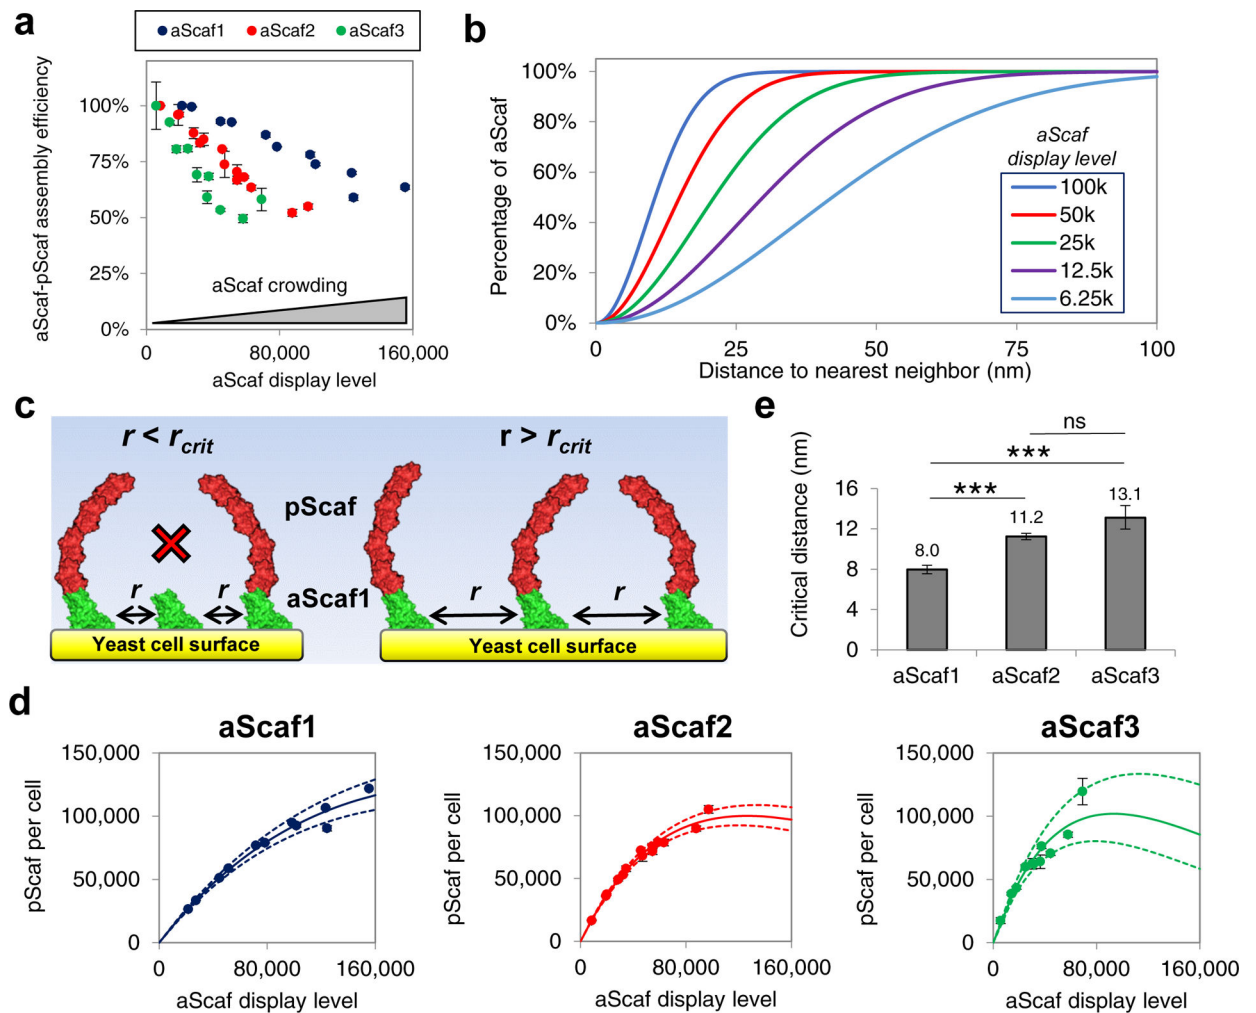 a
aScaf1 aScaf2 aScaf3
aScaf-pScaf assembly efficiency
100%
75%
50%
25%
0%
aScaf crowding
0 80,000 160,000
aScaf display level
b
Percentage of aScaf
100%
80%
60%
40%
20%
0%
aScaf
display level
100k
50k
25k
12.5k
6.25k
0 25 50 75 100
Distance to nearest neighbor (nm)
c
r < rcrit
r > rcrit
pScaf
aScaf1
r r r r
Yeast cell surface Yeast cell surface
e
Critical distance (nm)
ns
***
***
16
12
8
4
0
8.0
11.2
13.1
aScaf1 aScaf2 aScaf3
d
aScaf1
pScaf per cell
150,000
100,000
50,000
0
0 80,000 160,000
aScaf display level
aScaf2
pScaf per cell
150,000
100,000
50,000
0
0 80,000 160,000
aScaf display level
aScaf3
pScaf per cell
150,000
100,000
50,000
0
0 80,000 160,000
aScaf display level